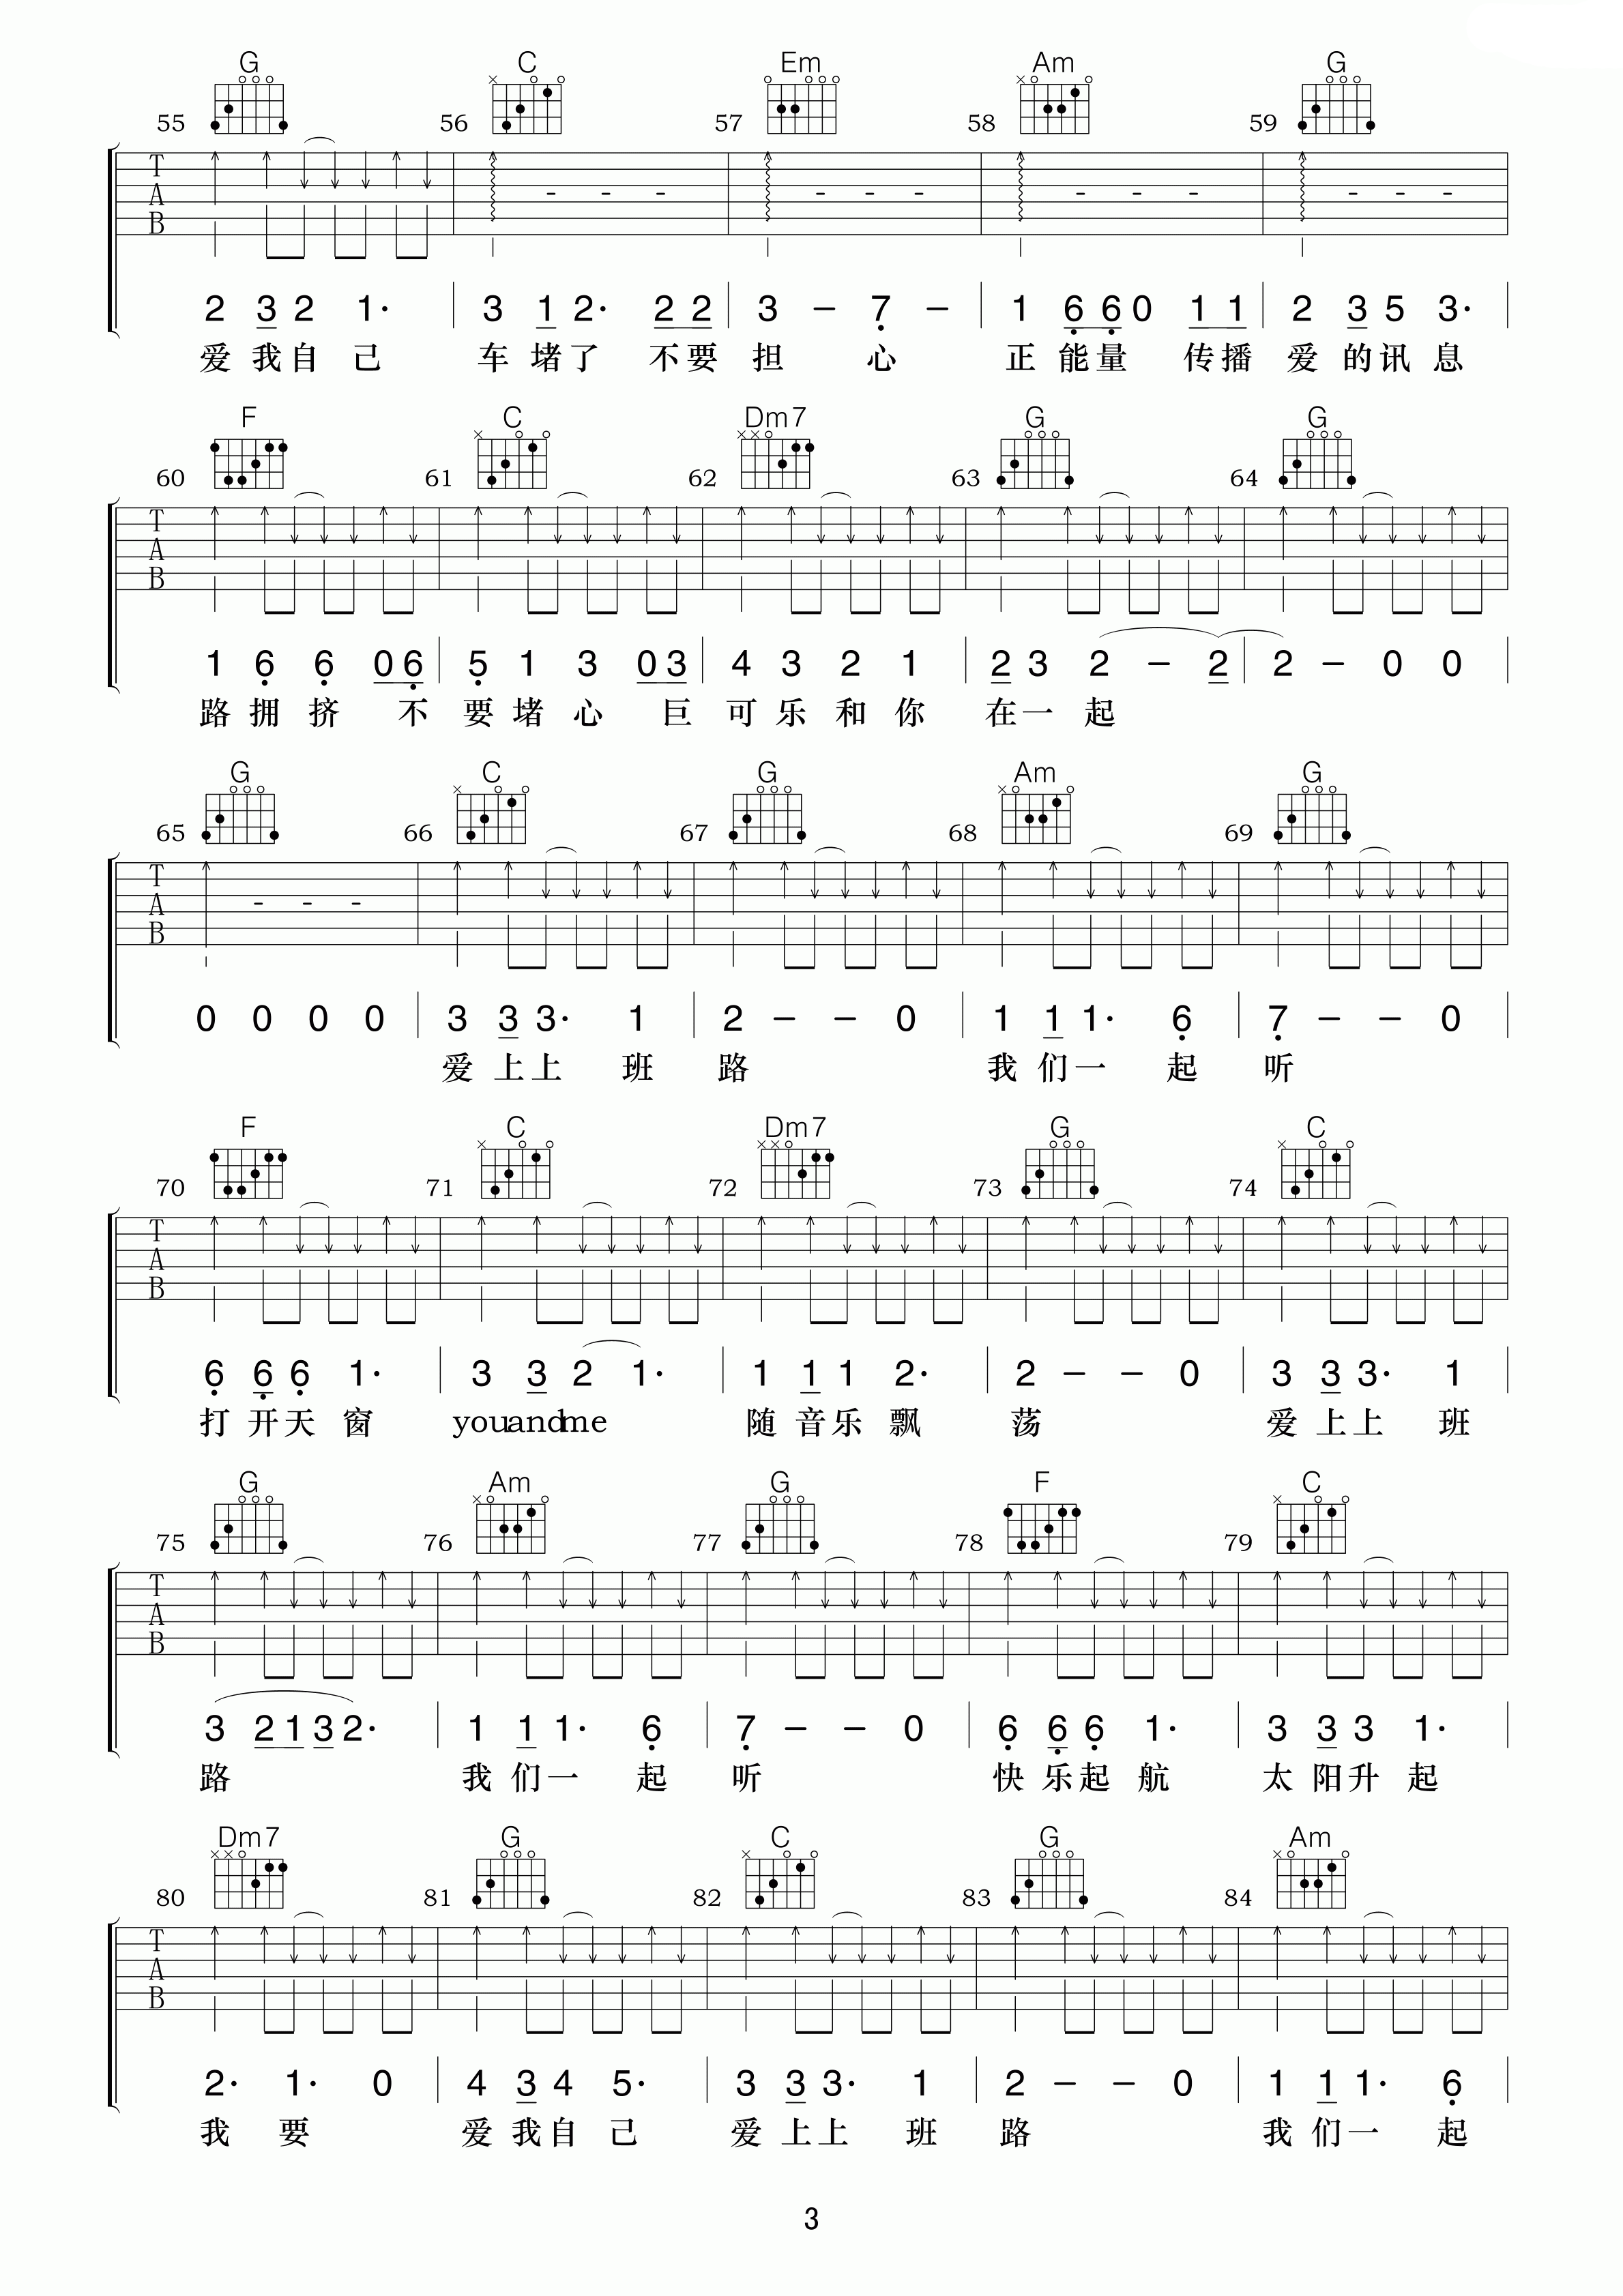 G C Em Am G
55 56 57 58 59
T
A
B
2 3 2 1· | 3 1 2· 2 2 | 3 – 7̣ – | 1 6̣ 6̣ 0 1 1 | 2 3 5 3· |
爱 我 自 己 车 堵 了 不 要 担 心 正 能 量 传 播 爱 的 讯 息
F C Dm7 G G
60 61 62 63 64
T
A
B
1 6̣ 6̣ 0 6̣ | 5̣ 1 3 0 3 | 4 3 2 1 | 2 3 2 – 2 | 2 – 0 0 |
路 拥 挤 不 要 堵 心 巨 可 乐 和 你 在 一 起
G C G Am G
65 66 67 68 69
T
A
B
0 0 0 0 | 3 3 3· 1 | 2 – – 0 | 1 1 1· 6̣ | 7̣ – – 0 |
爱 上 上 班 路 我 们 一 起 听
F C Dm7 G C
70 71 72 73 74
T
A
B
6̣ 6̣ 6̣ 1· | 3 3 2 1· | 1 1 1 2· | 2 – – 0 | 3 3 3· 1 |
打 开 天 窗 you and me 随 音 乐 飘 荡 爱 上 上 班
G Am G F C
75 76 77 78 79
T
A
B
3 2 1 3 2· | 1 1 1· 6̣ | 7̣ – – 0 | 6̣ 6̣ 6̣ 1· | 3 3 3 1· |
路 我 们 一 起 听 快 乐 起 航 太 阳 升 起
Dm7 G C G Am
80 81 82 83 84
T
A
B
2· 1· 0 | 4 3 4 5· | 3 3 3· 1 | 2 – – 0 | 1 1 1· 6̣ |
我 要 爱 我 自 己 爱 上 上 班 路 我 们 一 起
3